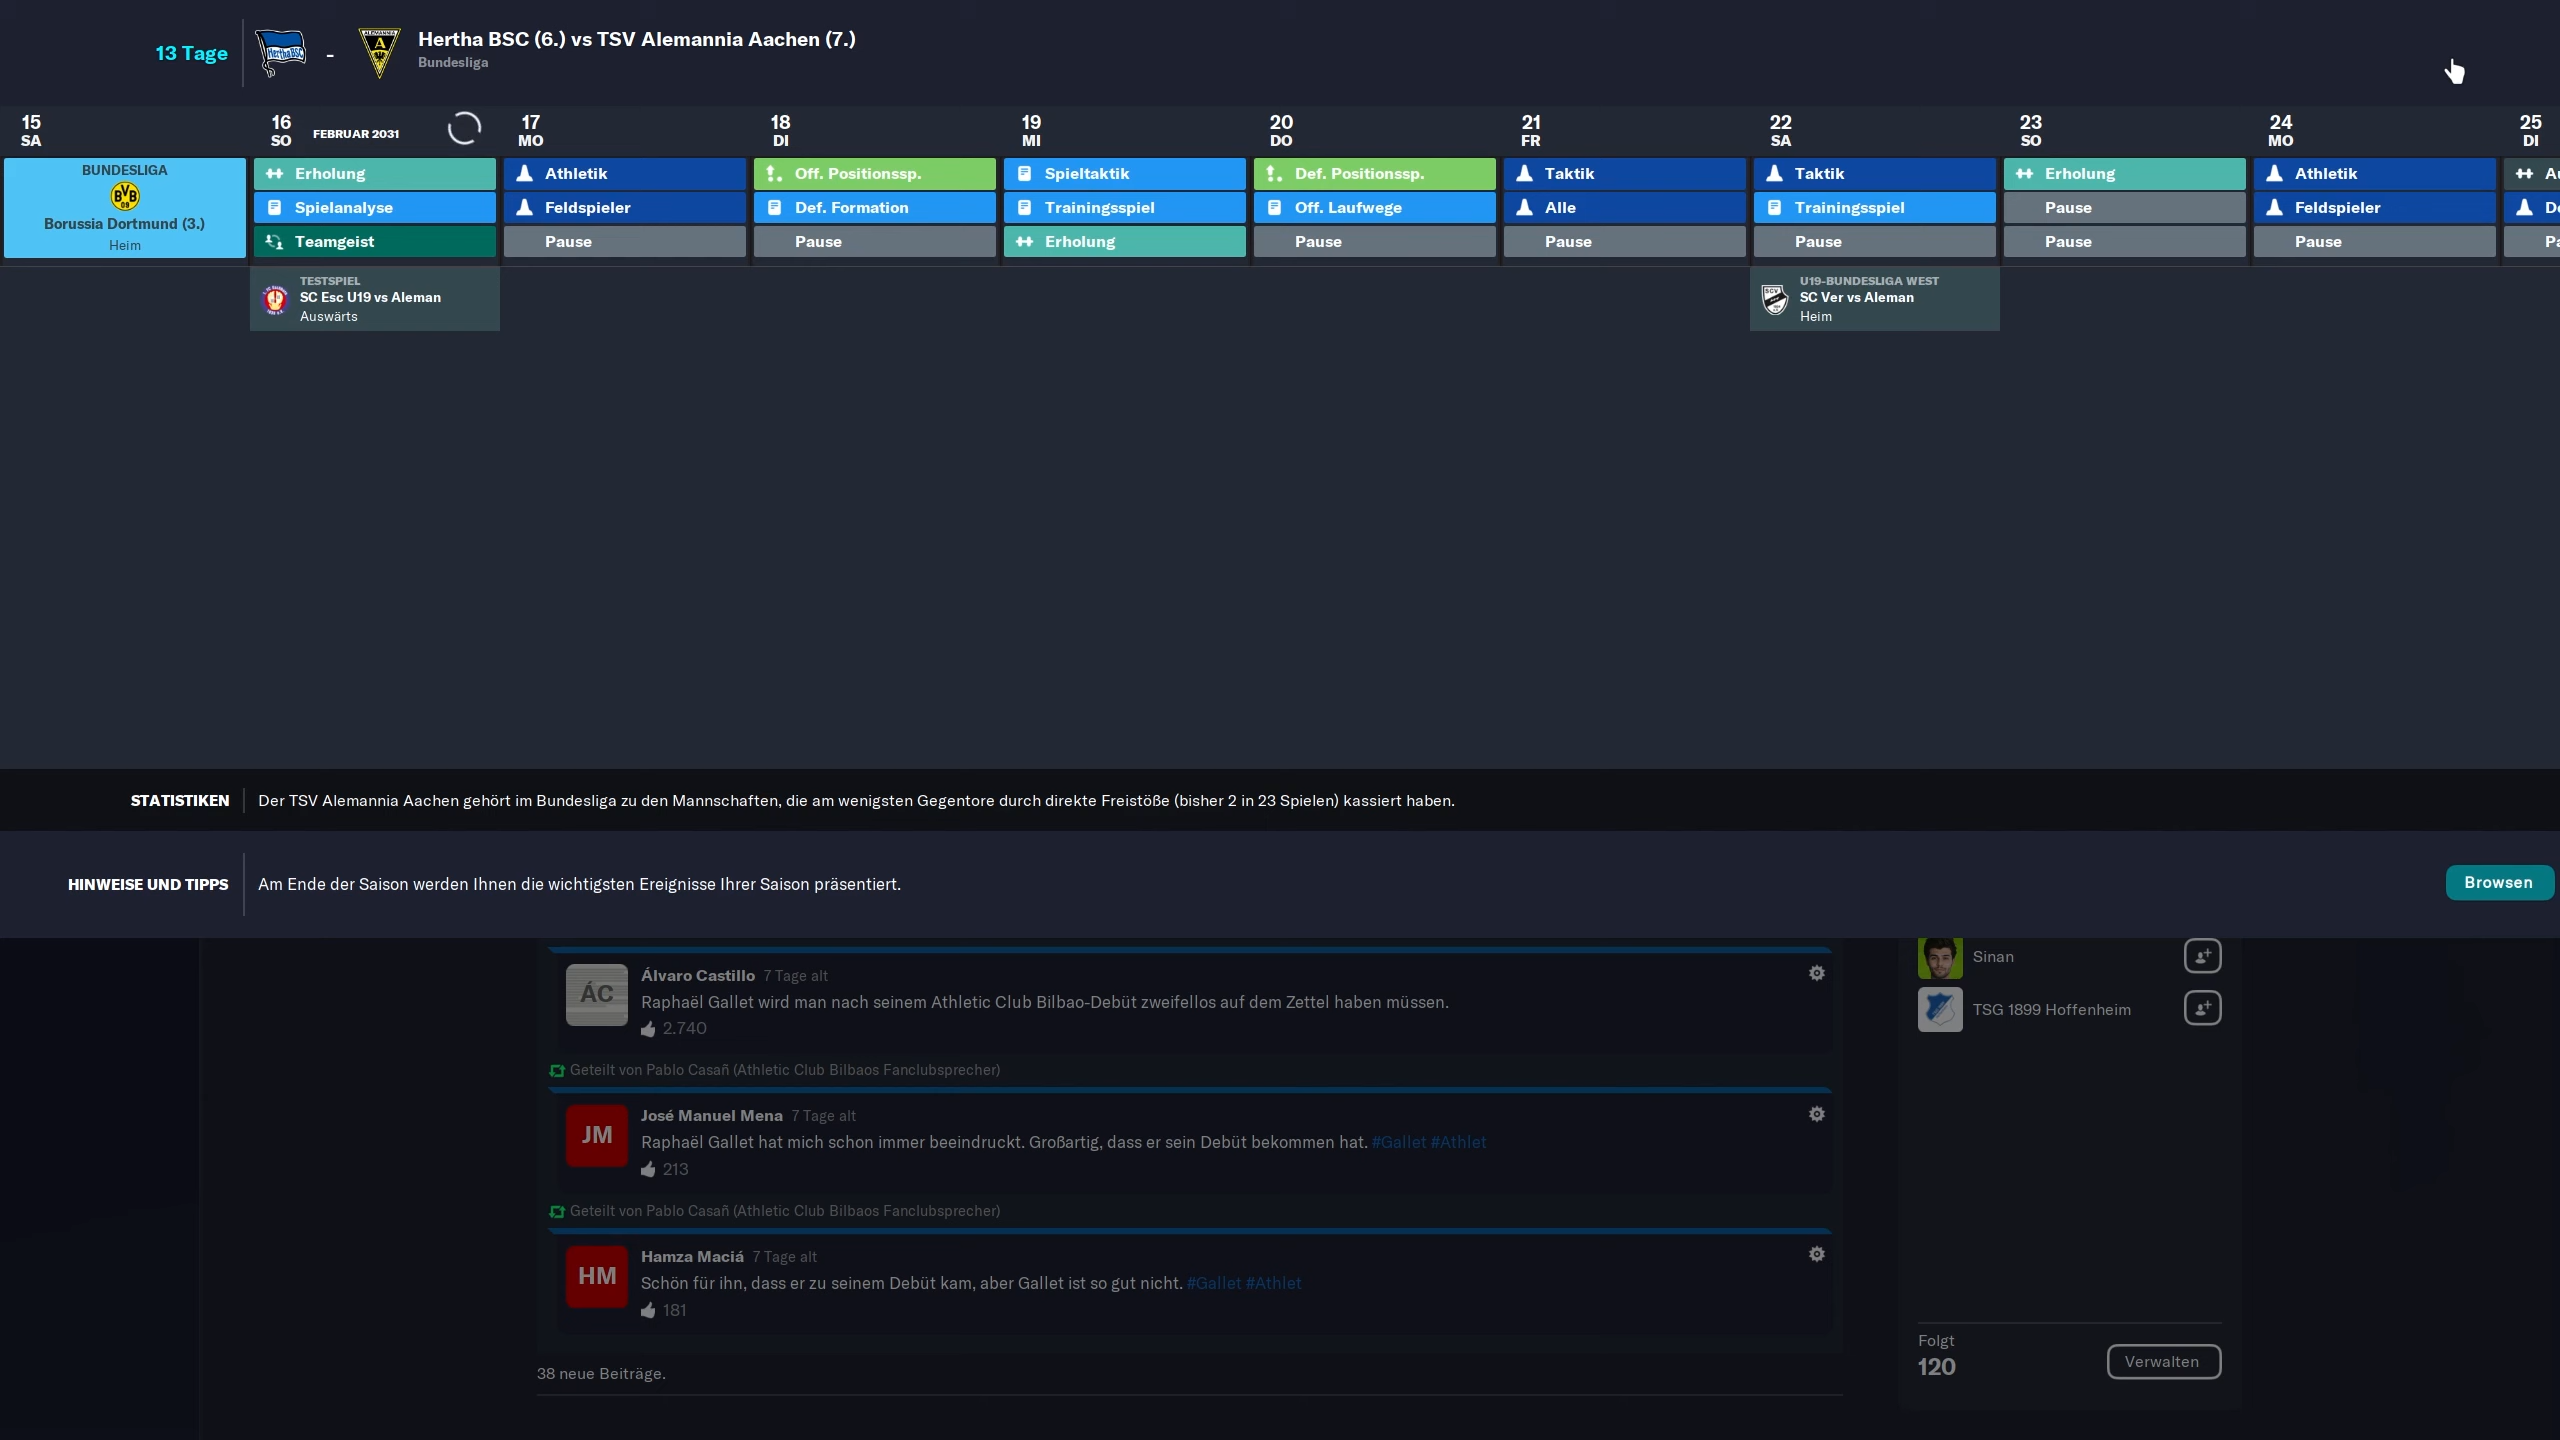 13 Tage
-
Hertha BSC (6.) vs TSV Alemannia Aachen (7.)
Bundesliga
15 SA
16 SO FEBRUAR 2031
17 MO
18 DI
19 MI
20 DO
21 FR
22 SA
23 SO
24 MO
25 DI
BUNDESLIGA
BVB 09
Borussia Dortmund (3.)
Heim
Erholung
Spielanalyse
Teamgeist
TESTSPIEL
SC Esc U19 vs Aleman
Auswärts
Athletik
Feldspieler
Pause
Off. Positionssp.
Def. Formation
Pause
Spieltaktik
Trainingsspiel
Erholung
Def. Positionssp.
Off. Laufwege
Pause
Taktik
Alle
Pause
Taktik
Trainingsspiel
Pause
U19-BUNDESLIGA WEST
SC Ver vs Aleman
Heim
Erholung
Pause
Pause
Athletik
Feldspieler
Pause
STATISTIKEN
Der TSV Alemannia Aachen gehört im Bundesliga zu den Mannschaften, die am wenigsten Gegentore durch direkte Freistöße (bisher 2 in 23 Spielen) kassiert haben.
HINWEISE UND TIPPS
Am Ende der Saison werden Ihnen die wichtigsten Ereignisse Ihrer Saison präsentiert.
Browsen
ÁC
Álvaro Castillo 7 Tage alt
Raphaël Gallet wird man nach seinem Athletic Club Bilbao-Debüt zweifellos auf dem Zettel haben müssen.
2.740
Geteilt von Pablo Casañ (Athletic Club Bilbaos Fanclubsprecher)
JM
José Manuel Mena 7 Tage alt
Raphaël Gallet hat mich schon immer beeindruckt. Großartig, dass er sein Debüt bekommen hat. #Gallet #Athlet
213
Geteilt von Pablo Casañ (Athletic Club Bilbaos Fanclubsprecher)
HM
Hamza Maciá 7 Tage alt
Schön für ihn, dass er zu seinem Debüt kam, aber Gallet ist so gut nicht. #Gallet #Athlet
181
38 neue Beiträge.
Sinan
TSG 1899 Hoffenheim
Folgt
120
Verwalten